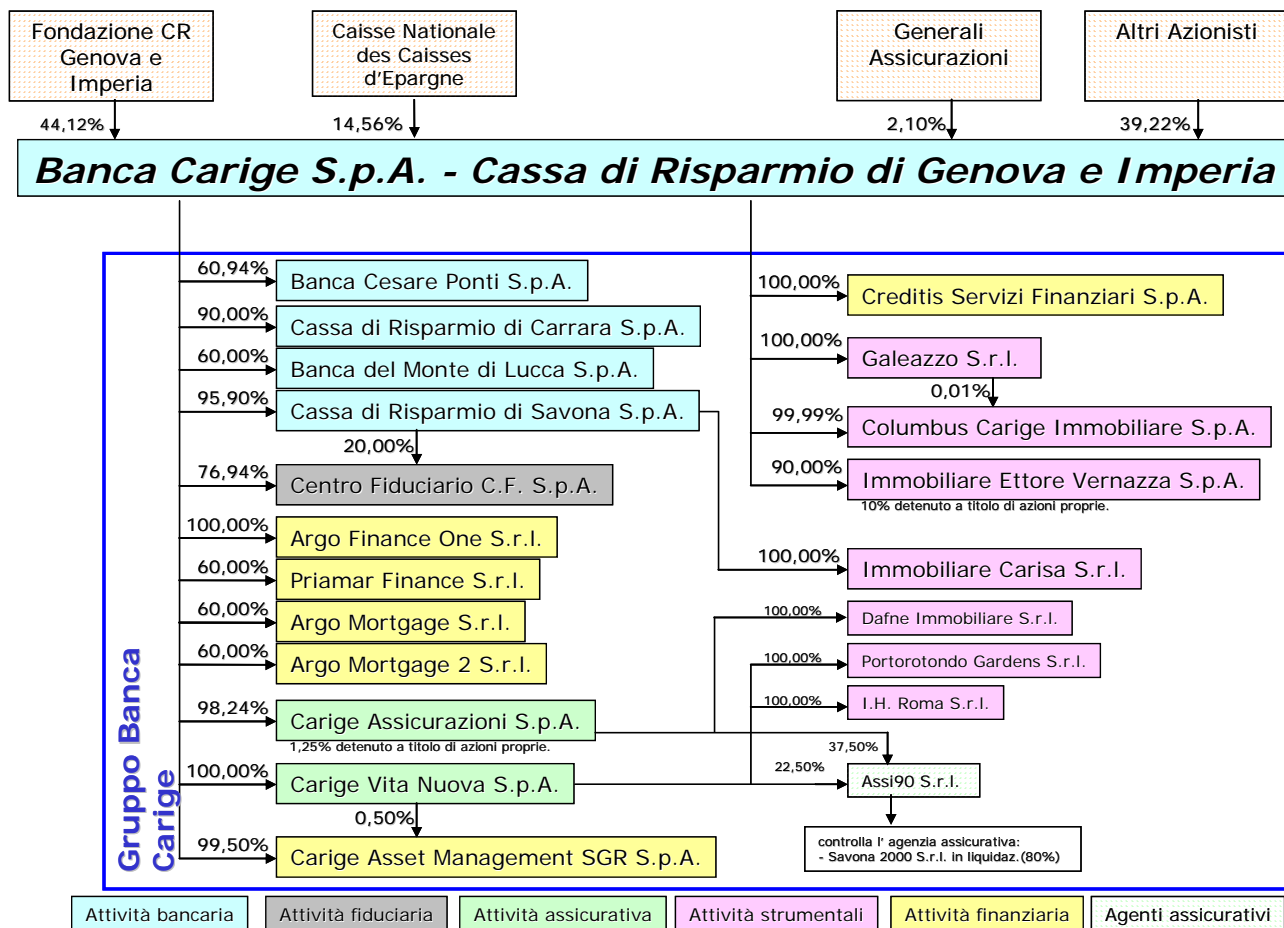 Fondazione CR
Genova e
Imperia
Caisse Nationale
des Caisses
d'Epargne
Generali
Assicurazioni
Altri Azionisti
44,12%
14,56%
2,10%
39,22%
Banca Carige S.p.A. - Cassa di Risparmio di Genova e Imperia
60,94%
Banca Cesare Ponti S.p.A.
90,00%
Cassa di Risparmio di Carrara S.p.A.
60,00%
Banca del Monte di Lucca S.p.A.
95,90%
Cassa di Risparmio di Savona S.p.A.
20,00%
76,94%
Centro Fiduciario C.F. S.p.A.
100,00%
Argo Finance One S.r.l.
60,00%
Priamar Finance S.r.l.
60,00%
Argo Mortgage S.r.l.
60,00%
Argo Mortgage 2 S.r.l.
98,24%
Carige Assicurazioni S.p.A.
1,25% detenuto a titolo di azioni proprie.
100,00%
Carige Vita Nuova S.p.A.
0,50%
99,50%
Carige Asset Management SGR S.p.A.
100,00%
Creditis Servizi Finanziari S.p.A.
100,00%
Galeazzo S.r.l.
0,01%
99,99%
Columbus Carige Immobiliare S.p.A.
90,00%
Immobiliare Ettore Vernazza S.p.A.
10% detenuto a titolo di azioni proprie.
100,00%
Immobiliare Carisa S.r.l.
100,00%
Dafne Immobiliare S.r.l.
100,00%
Portorotondo Gardens S.r.l.
100,00%
I.H. Roma S.r.l.
37,50%
22,50%
Assi90 S.r.l.
controlla l' agenzia assicurativa:
- Savona 2000 S.r.l. in liquidaz.(80%)
Gruppo Banca
Carige
Attività bancaria
Attività fiduciaria
Attività assicurativa
Attività strumentali
Attività finanziaria
Agenti assicurativi